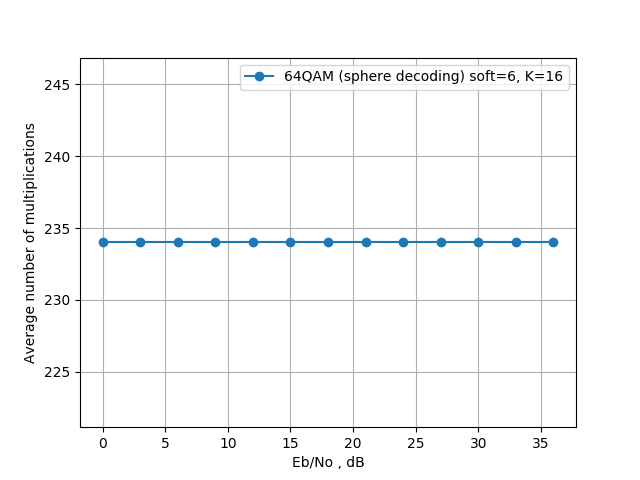 64QAM (sphere decoding) soft=6, K=16
245
240
235
230
225
Average number of multiplications
0 5 10 15 20 25 30 35
Eb/No , dB